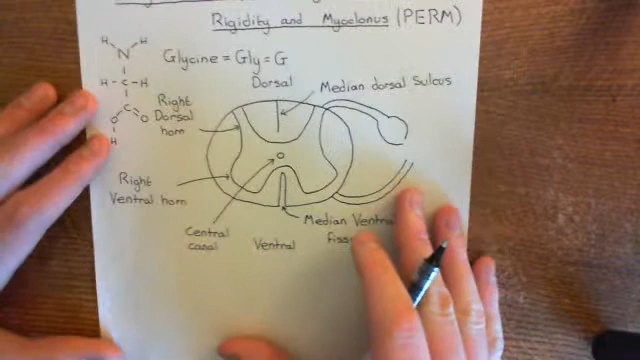 Rigidity and Myoclonus (PERM)
H H
N
Glycine = Gly = G
H - C - H
C
O O
H
Dorsal
Median dorsal Sulcus
Right
Dorsal
horn
Right
Ventral horn
Central
canal
Ventral
Median Ventral
fiss